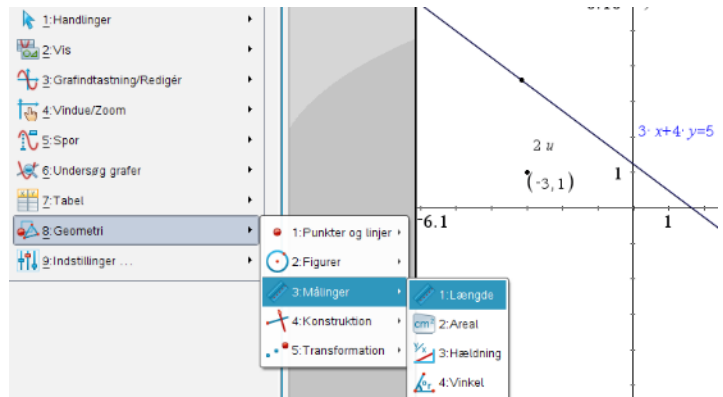 1:Handlinger
2:Vis
3:Grafindtastning/Redigér
4:Vindue/Zoom
5:Spor
6:Undersøg grafer
7:Tabel
8:Geometri
9:Indstillinger ...
1:Punkter og linjer
2:Figurer
3:Målinger
4:Konstruktion
5:Transformation
1:Længde
cm² 2:Areal
3:Hældning
4:Vinkel
y
3· x+4· y=5
2 u
(-3,1)
1
-6.1
1